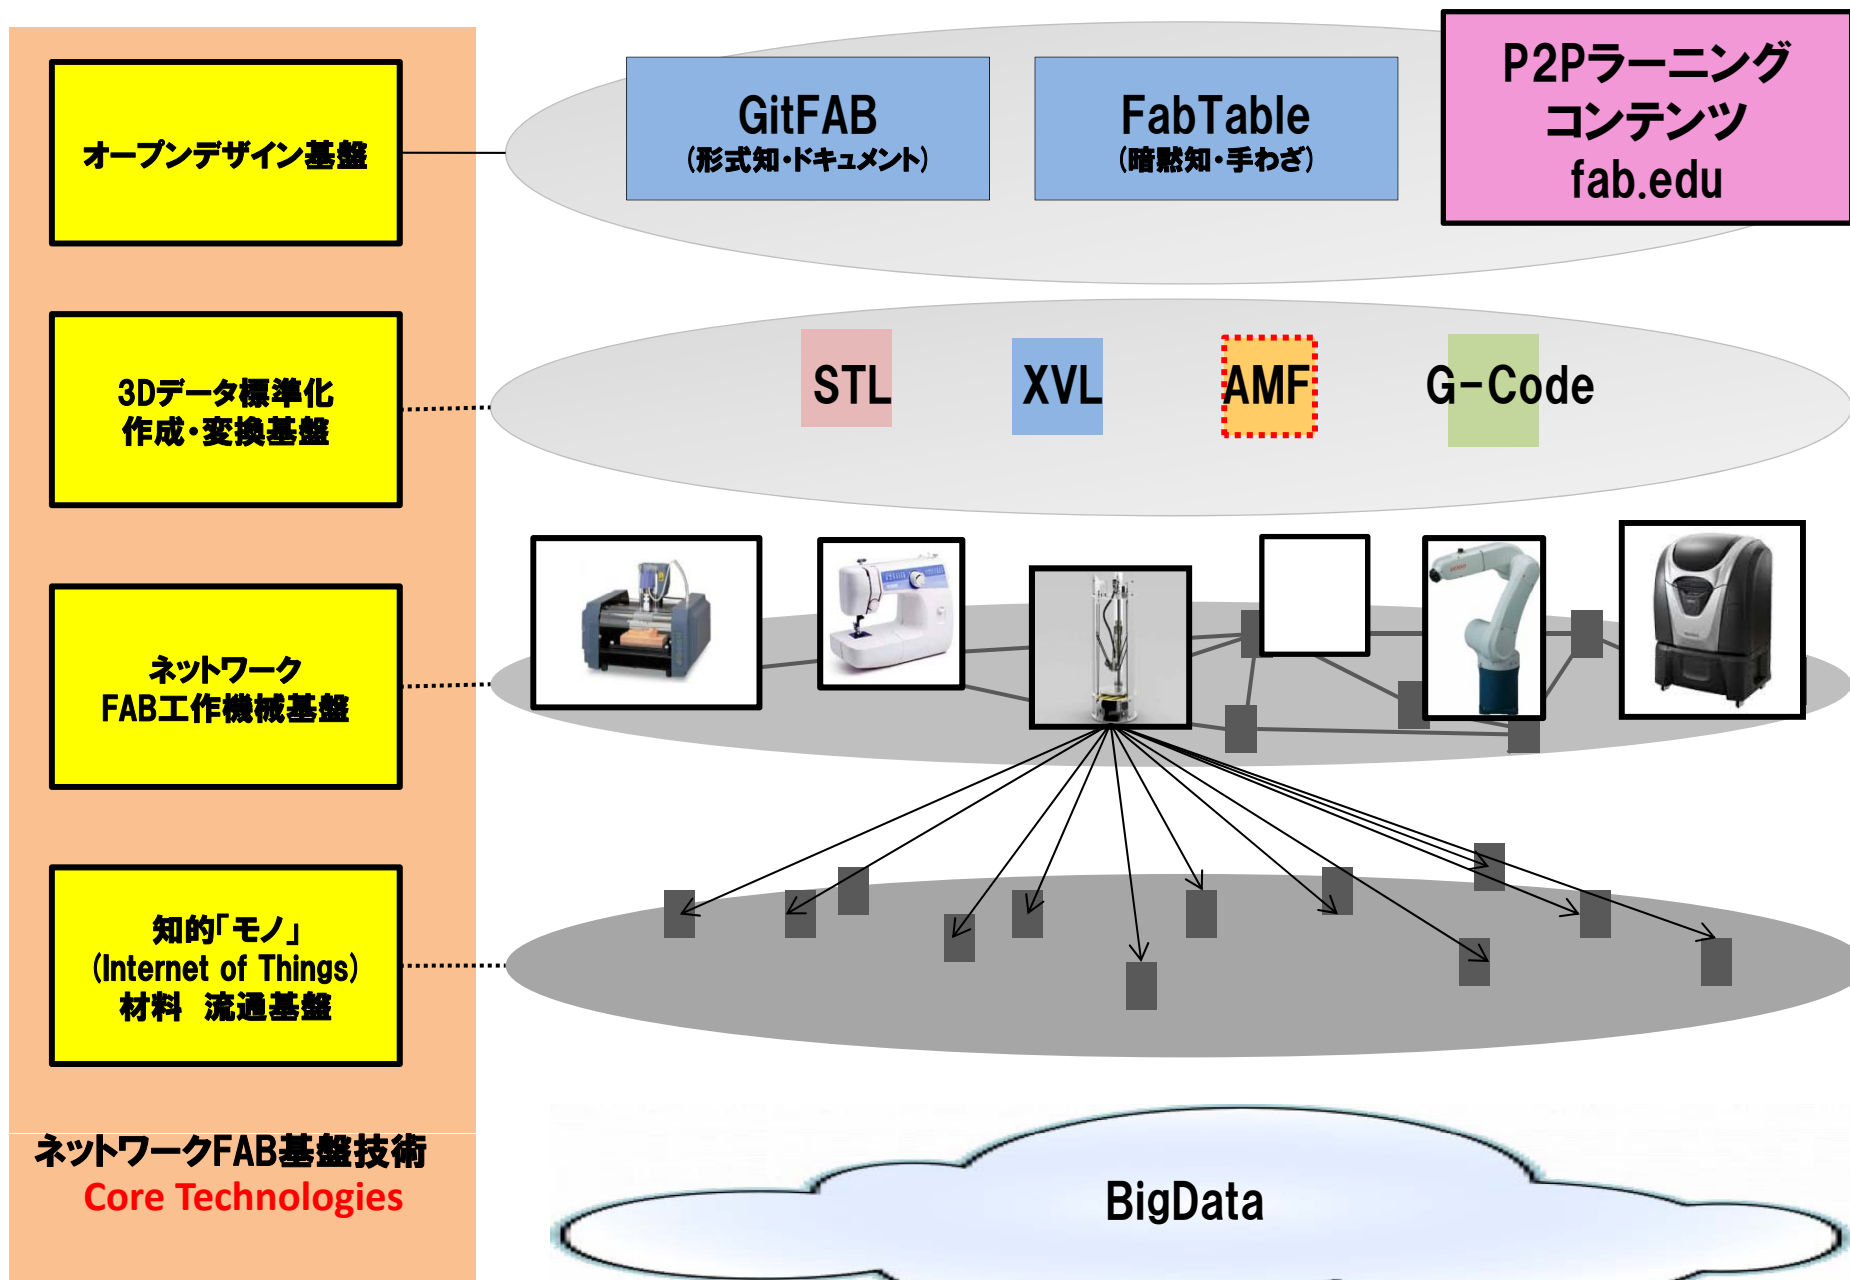 オープンデザイン基盤
GitFAB
(形式知・ドキュメント)
FabTable
(暗黙知・手わざ)
P2Pラーニング
コンテンツ
fab.edu
3Dデータ標準化
作成・変換基盤
STL
XVL
AMF
G-Code
ネットワーク
FAB工作機械基盤
知的「モノ」
(Internet of Things)
材料　流通基盤
ネットワークFAB基盤技術
Core Technologies
BigData